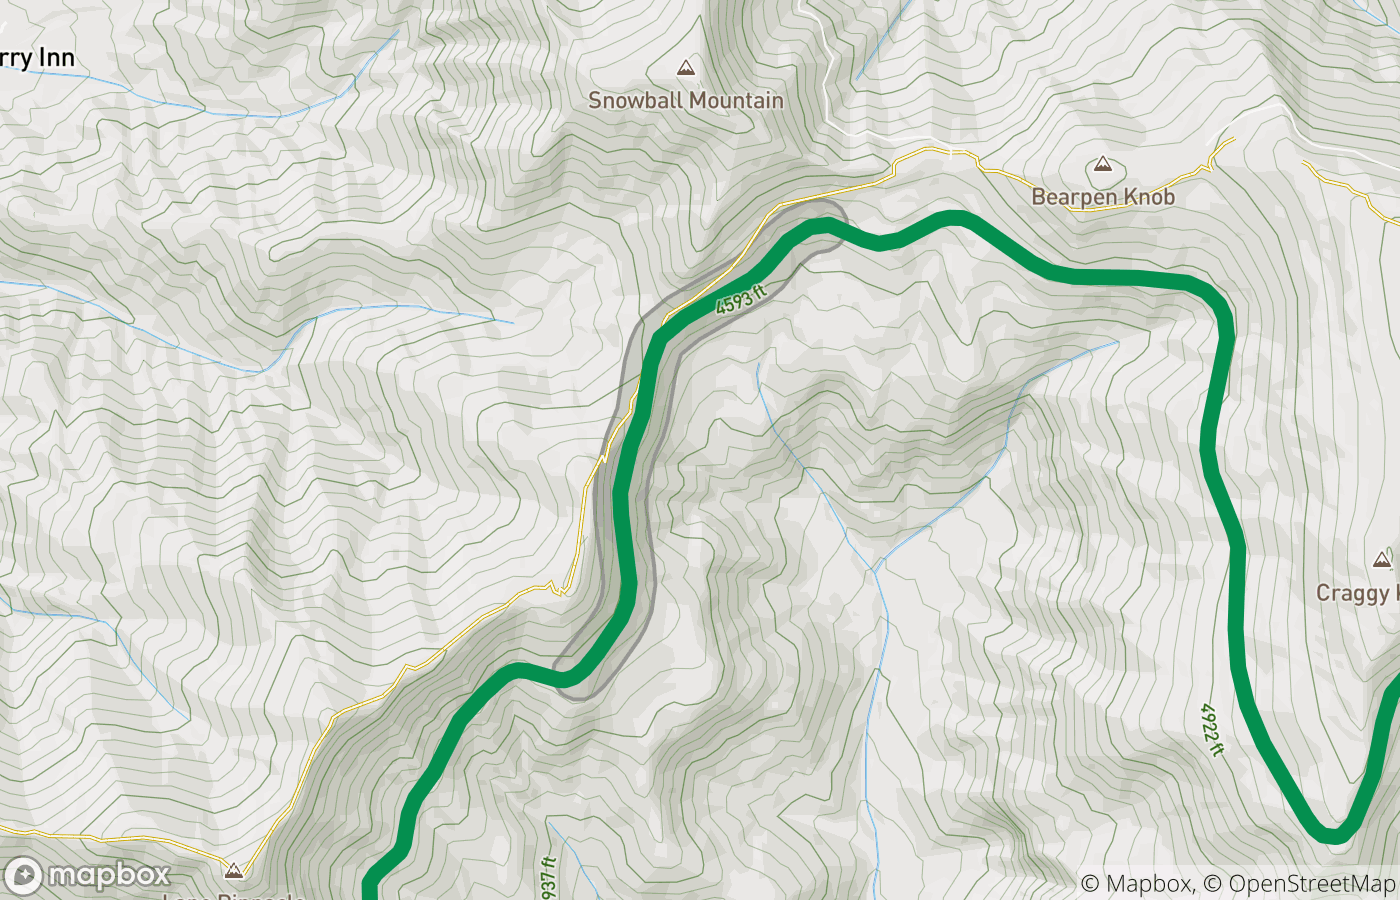 rry Inn
Snowball Mountain
Bearpen Knob
4593 ft
Craggy
4922 ft
937 ft
mapbox
© Mapbox, © OpenStreetMap